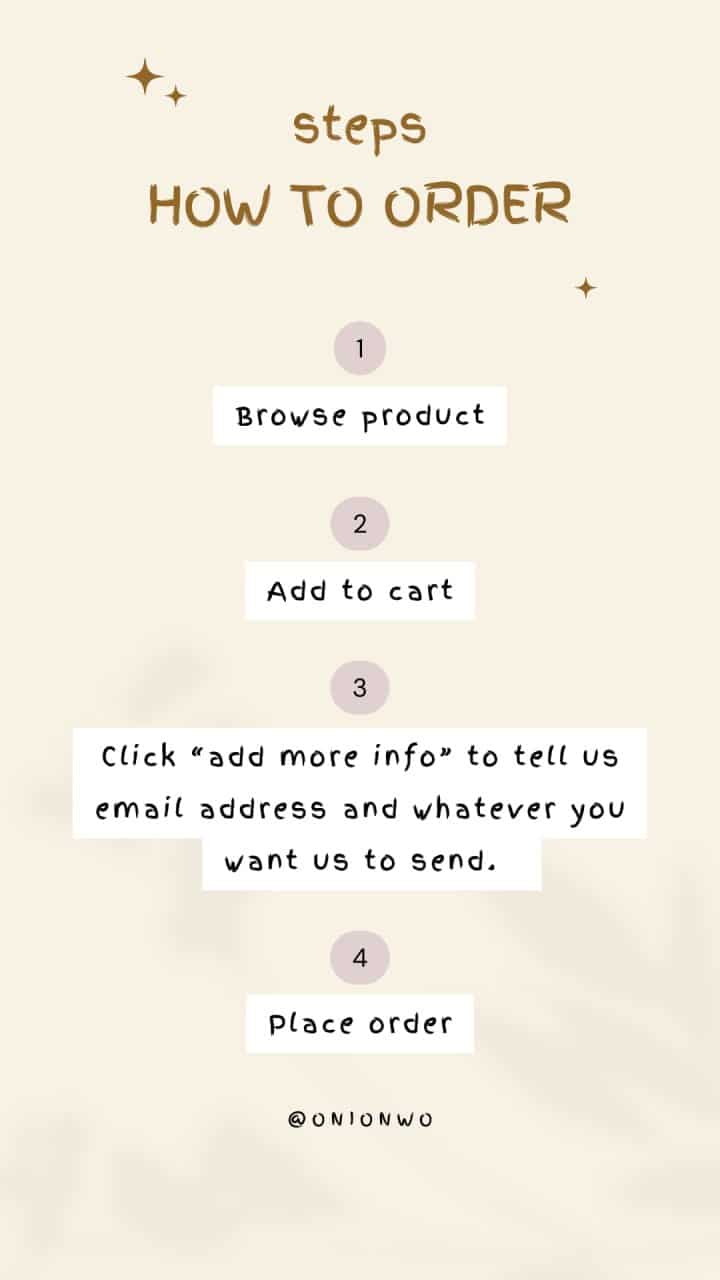 steps
HOW TO ORDER
1
Browse product
2
Add to cart
3
Click “add more info” to tell us
email address and whatever you
want us to send.
4
Place order
@ONIONWO